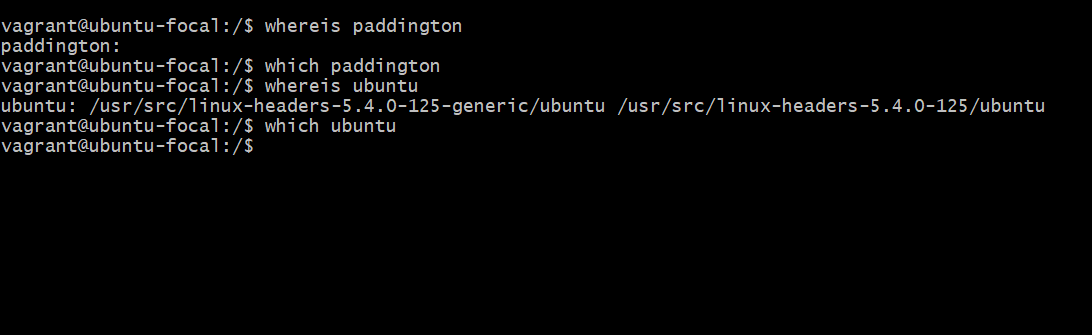 vagrant@ubuntu-focal:/$ whereis paddington
paddington:
vagrant@ubuntu-focal:/$ which paddington
vagrant@ubuntu-focal:/$ whereis ubuntu
ubuntu: /usr/src/linux-headers-5.4.0-125-generic/ubuntu /usr/src/linux-headers-5.4.0-125/ubuntu
vagrant@ubuntu-focal:/$ which ubuntu
vagrant@ubuntu-focal:/$